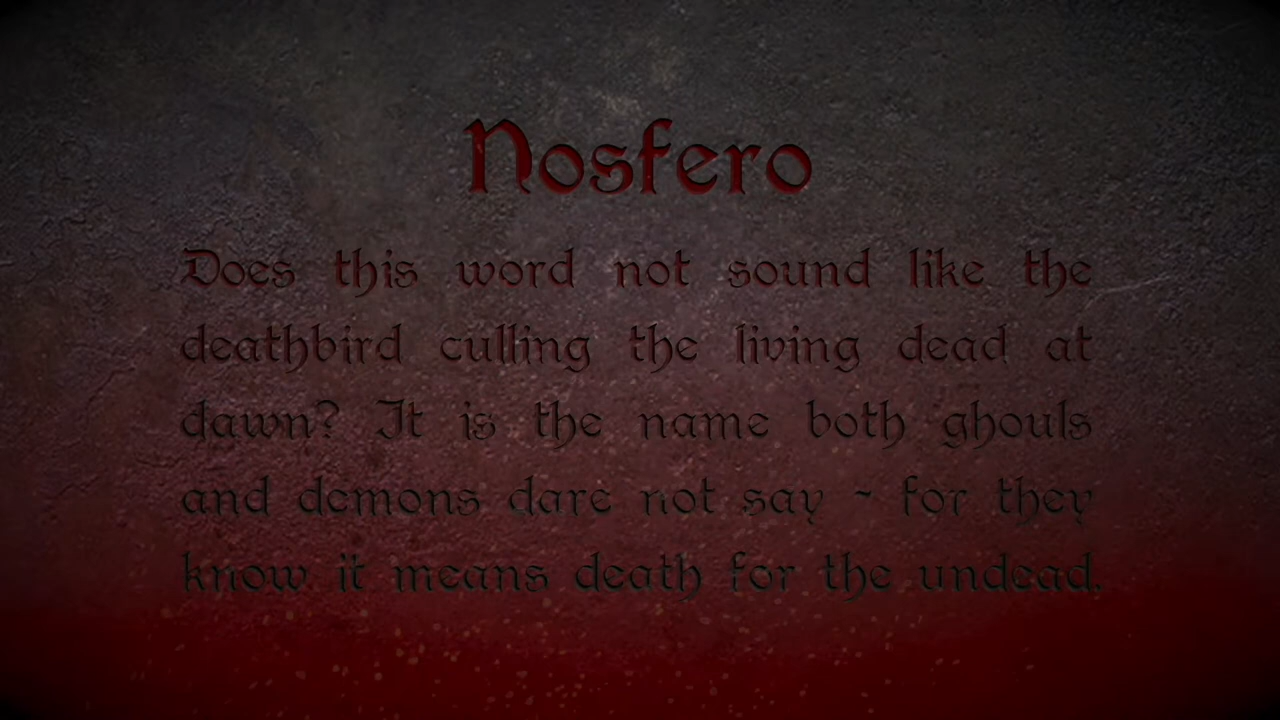 Nosfero
Does this word not sound like the
deathbird culling the living dead at
dawn? It is the name both ghouls
and demons dare not say ~ for they
know it means death for the undead.